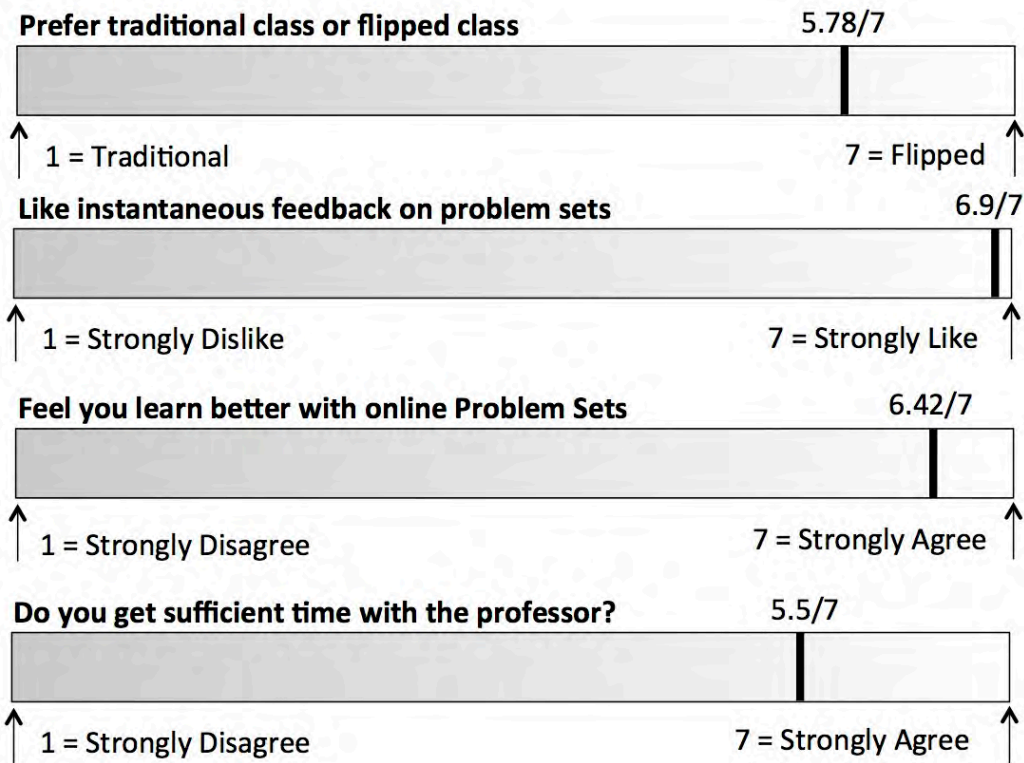 Prefer traditional class or flipped class 5.78/7
1 = Traditional 7 = Flipped
Like instantaneous feedback on problem sets 6.9/7
1 = Strongly Dislike 7 = Strongly Like
Feel you learn better with online Problem Sets 6.42/7
1 = Strongly Disagree 7 = Strongly Agree
Do you get sufficient time with the professor? 5.5/7
1 = Strongly Disagree 7 = Strongly Agree